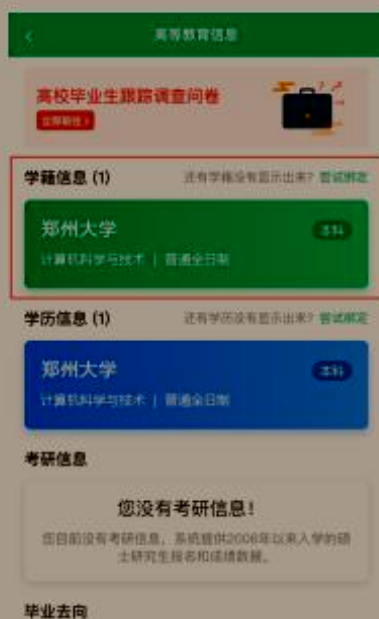 高等教育信息
高校毕业生跟踪调查问卷
立即前往 >
学籍信息 (1)
还有学籍没有显示出来? 尝试绑定
郑州大学
本科
计算机科学与技术 | 普通全日制
学历信息 (1)
还有学历没有显示出来? 尝试绑定
郑州大学
本科
计算机科学与技术 | 普通全日制
考研信息
您没有考研信息!
您目前没有考研信息, 系统提供2006年以来入学的硕
士研究生报名和成绩数据。
毕业去向